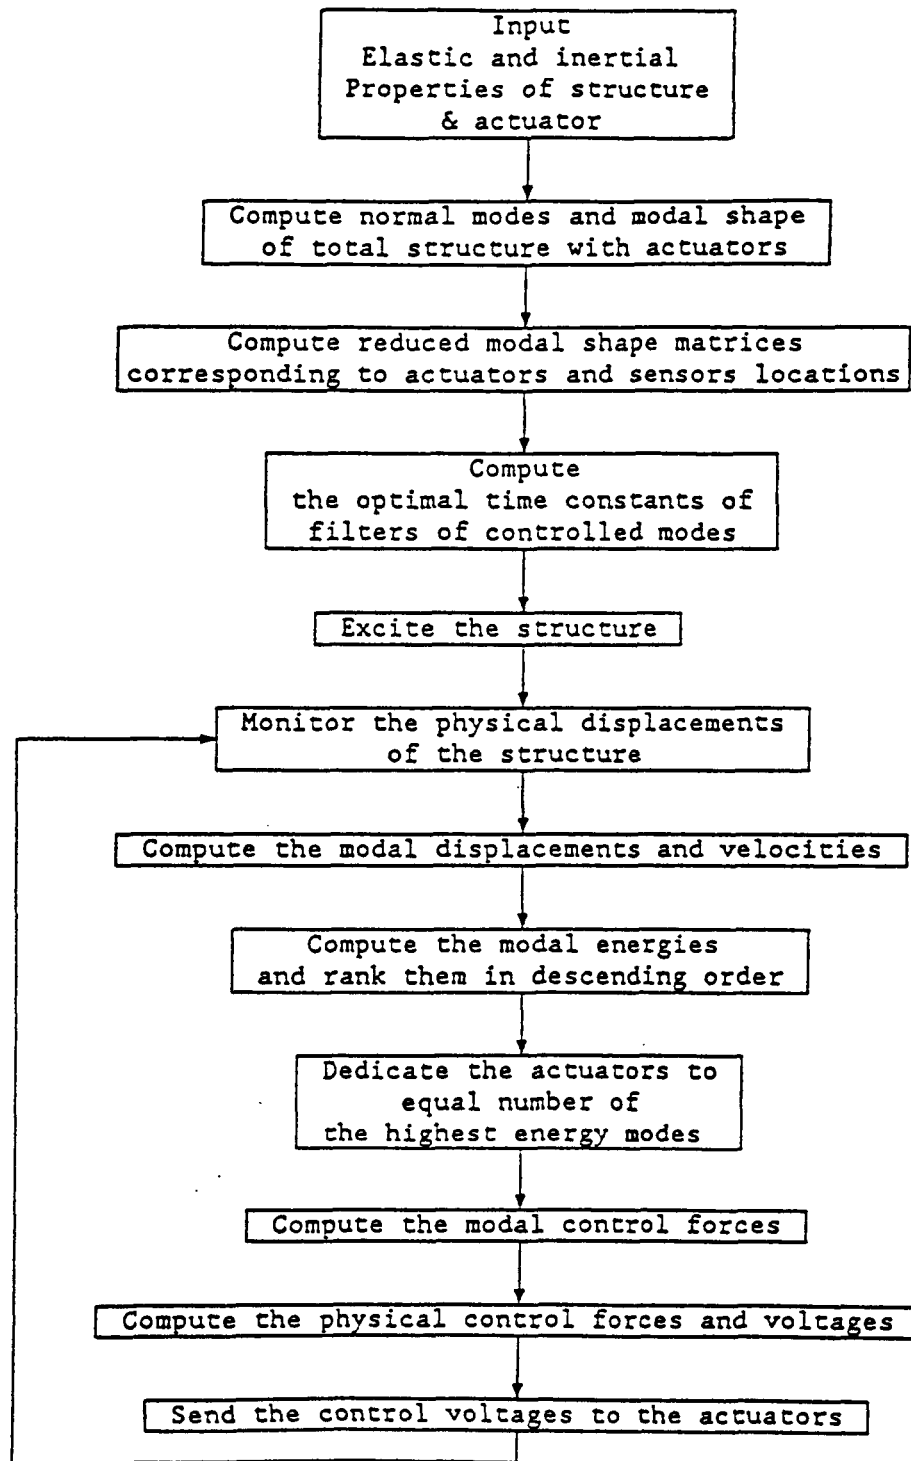 Input
Elastic and inertial
Properties of structure
& actuator
Compute normal modes and modal shape
of total structure with actuators
Compute reduced modal shape matrices
corresponding to actuators and sensors locations
Compute
the optimal time constants of
filters of controlled modes
Excite the structure
Monitor the physical displacements
of the structure
Compute the modal displacements and velocities
Compute the modal energies
and rank them in descending order
Dedicate the actuators to
equal number of
the highest energy modes
Compute the modal control forces
Compute the physical control forces and voltages
Send the control voltages to the actuators